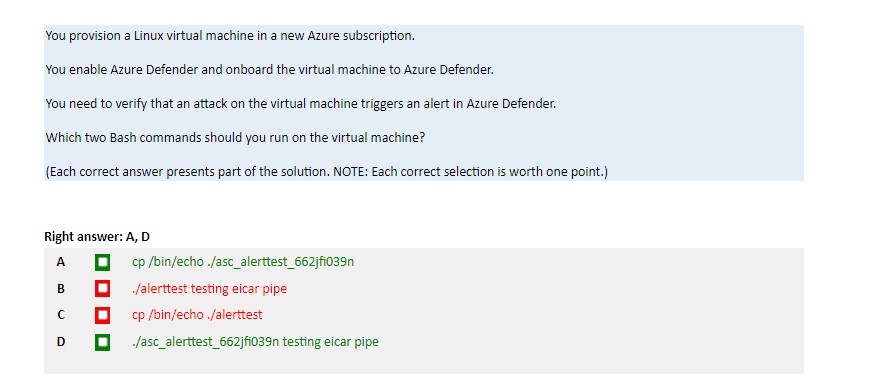 You provision a Linux virtual machine in a new Azure subscription.
You enable Azure Defender and onboard the virtual machine to Azure Defender.
You need to verify that an attack on the virtual machine triggers an alert in Azure Defender.
Which two Bash commands should you run on the virtual machine?
(Each correct answer presents part of the solution. NOTE: Each correct selection is worth one point.)
Right answer: A, D
A cp /bin/echo ./asc_alerttest_662jfi039n
B ./alerttest testing eicar pipe
C cp /bin/echo ./alerttest
D ./asc_alerttest_662jfi039n testing eicar pipe